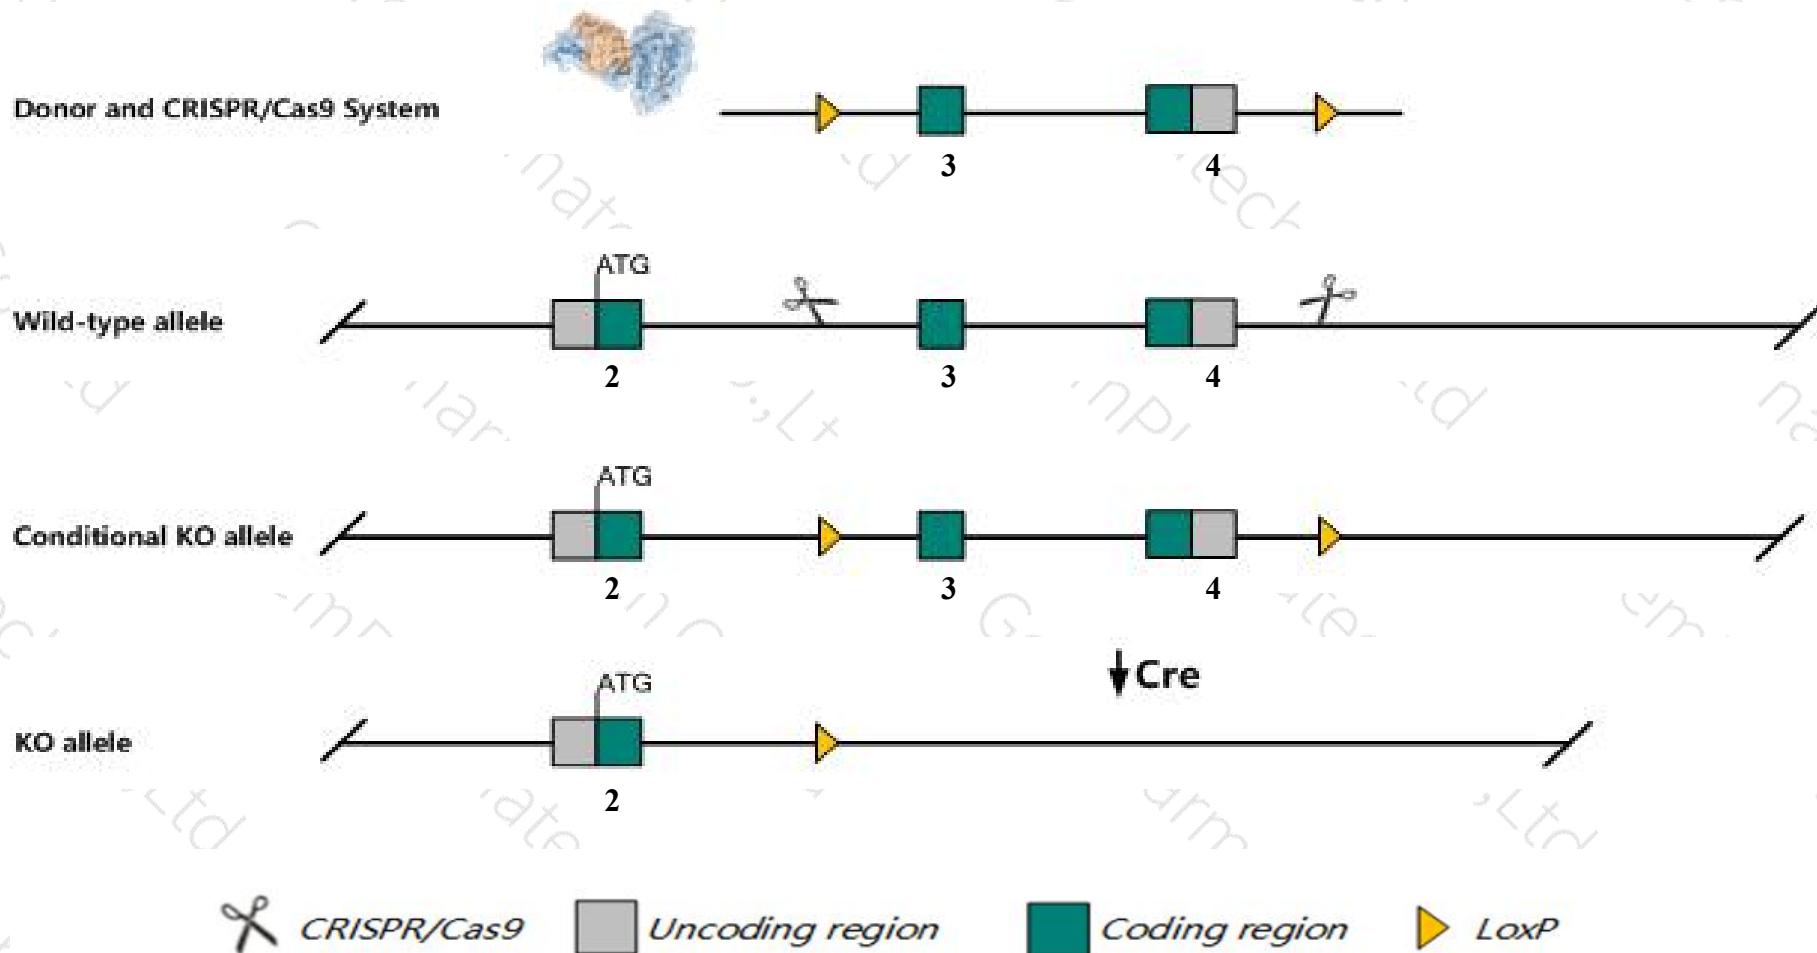 Donor and CRISPR/Cas9 System
3 4
ATG
Wild-type allele
2 3 4
ATG
Conditional KO allele
2 3 4
Cre
ATG
KO allele
2
CRISPR/Cas9 Uncoding region Coding region LoxP